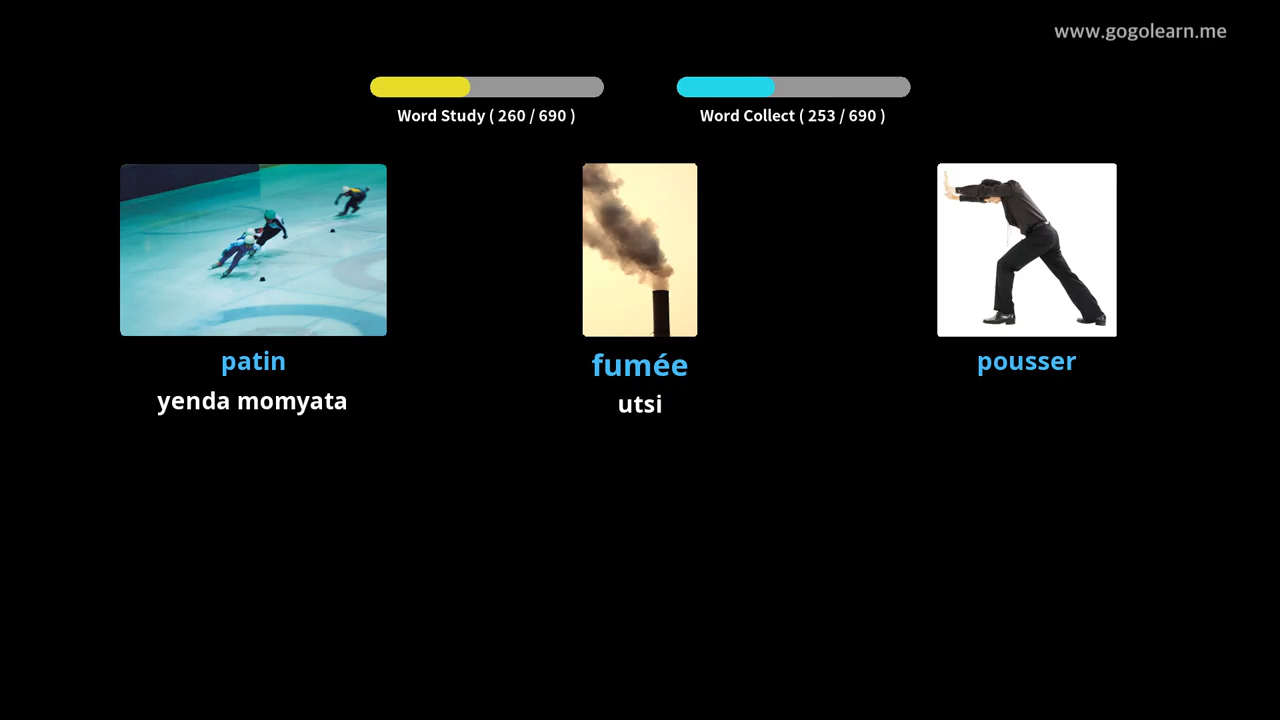 www.gogolearn.me
Word Study ( 260 / 690 )
Word Collect ( 253 / 690 )
patin
fumée
pousser
yenda momyata
utsi